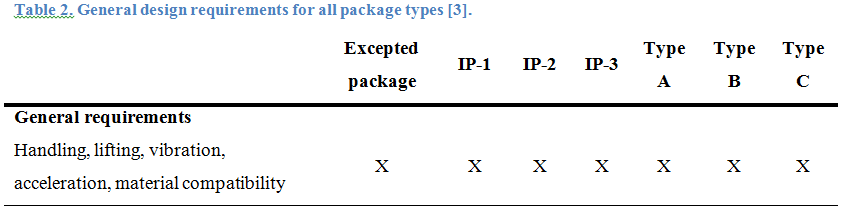 Table 2. General design requirements for all package types [3].
Excepted package IP-1 IP-2 IP-3 Type A Type B Type C
General requirements
Handling, lifting, vibration,
acceleration, material compatibility X X X X X X X